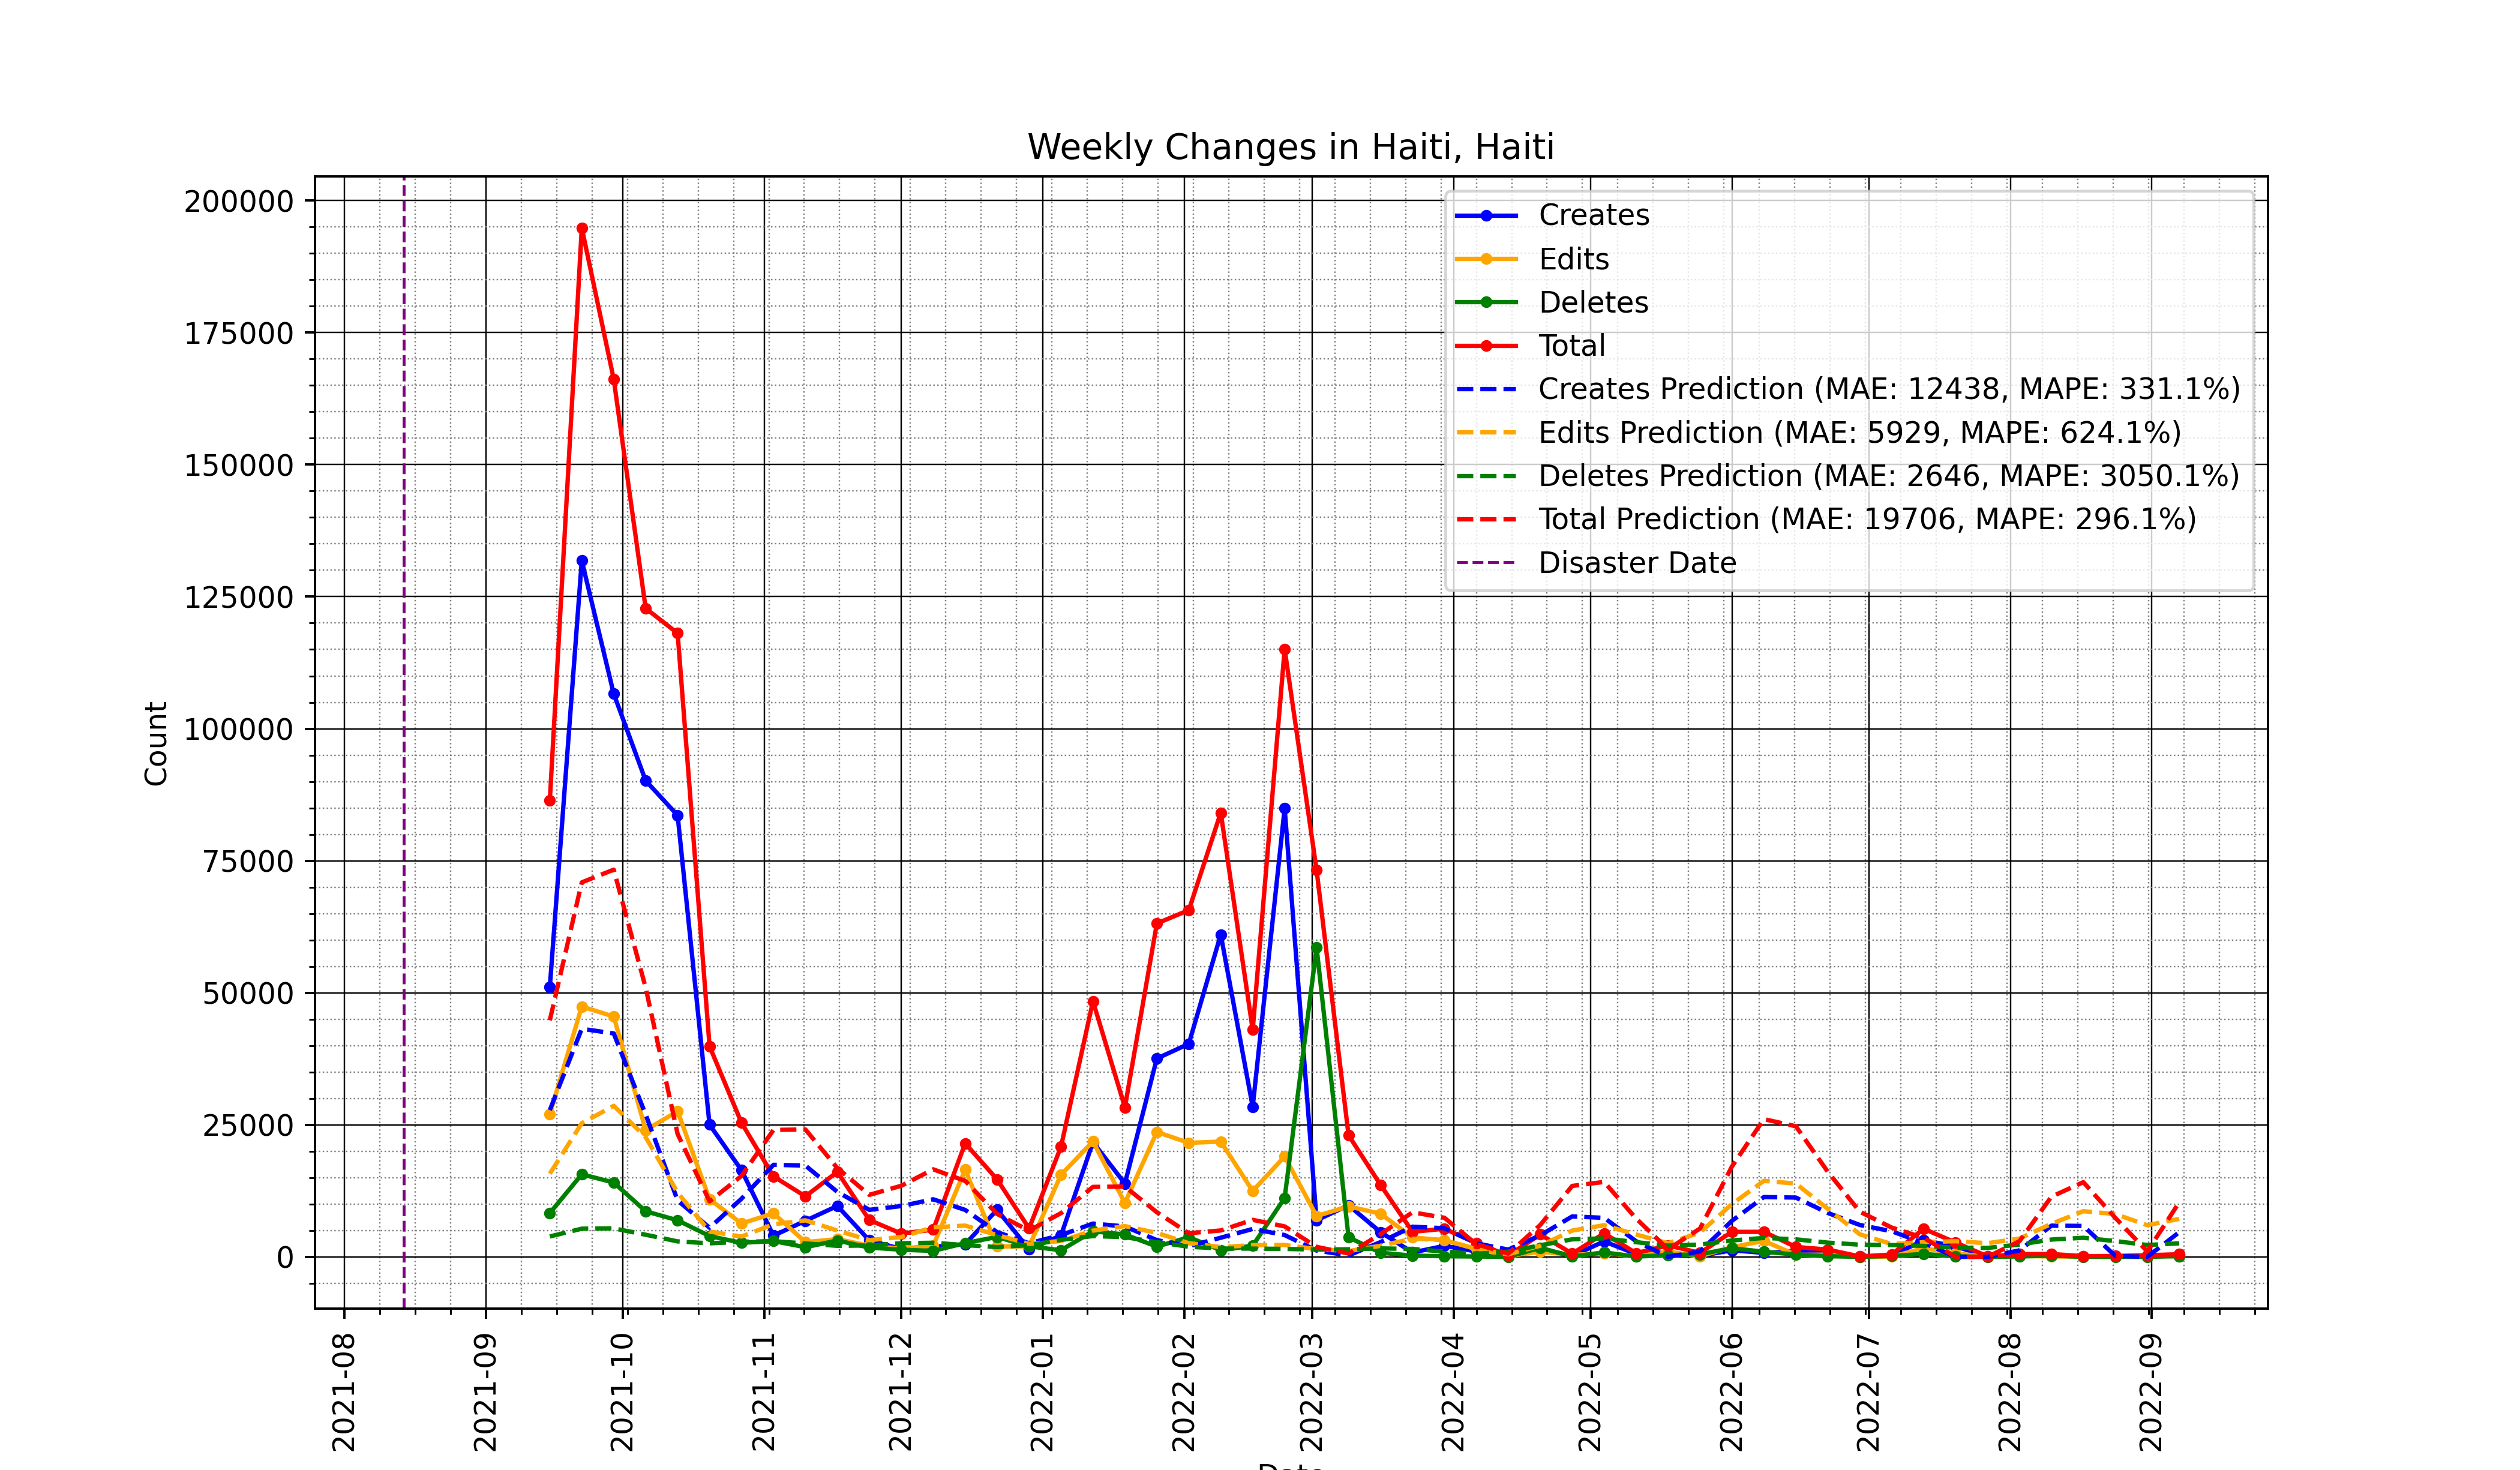 Weekly Changes in Haiti, Haiti
200000
175000
150000
125000
100000
75000
50000
25000
0
Count
Creates
Edits
Deletes
Total
Creates Prediction (MAE: 12438, MAPE: 331.1%)
Edits Prediction (MAE: 5929, MAPE: 624.1%)
Deletes Prediction (MAE: 2646, MAPE: 3050.1%)
Total Prediction (MAE: 19706, MAPE: 296.1%)
Disaster Date
2021-08
2021-09
2021-10
2021-11
2021-12
2022-01
2022-02
2022-03
2022-04
2022-05
2022-06
2022-07
2022-08
2022-09
Date